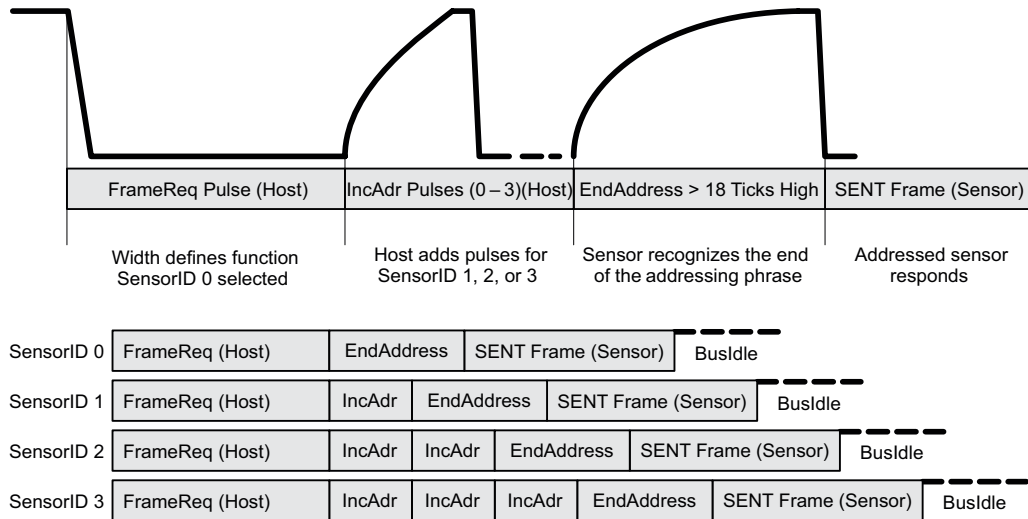 FrameReq Pulse (Host) IncAdr Pulses (0 – 3)(Host) EndAddress > 18 Ticks High SENT Frame (Sensor)
Width defines function Host adds pulses for Sensor recognizes the end Addressed sensor
SensorID 0 selected SensorID 1, 2, or 3 of the addressing phrase responds
SensorID 0 FrameReq (Host) EndAddress SENT Frame (Sensor) BusIdle
SensorID 1 FrameReq (Host) IncAdr EndAddress SENT Frame (Sensor) BusIdle
SensorID 2 FrameReq (Host) IncAdr IncAdr EndAddress SENT Frame (Sensor) BusIdle
SensorID 3 FrameReq (Host) IncAdr IncAdr IncAdr EndAddress SENT Frame (Sensor) BusIdle